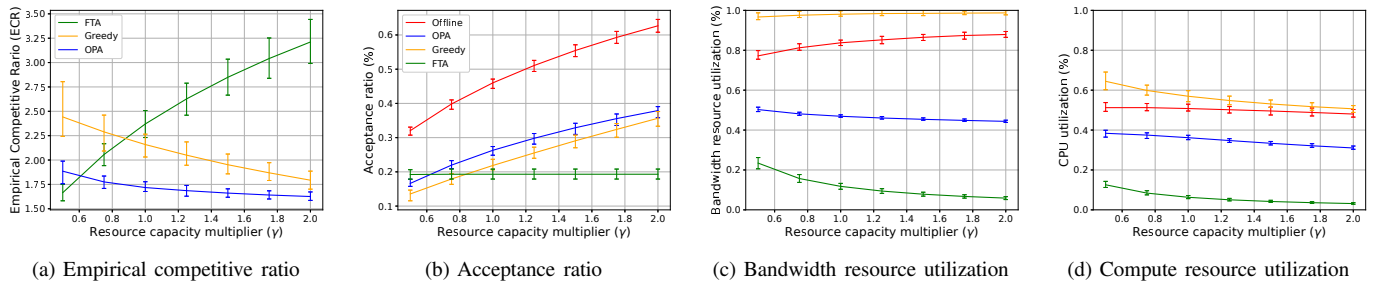 Empirical Competitive Rario (ECR)
3.50
3.25
3.00
2.75
2.50
2.25
2.00
1.75
1.50
FTA
Greedy
OPA
0.6 0.8 1.0 1.2 1.4 1.6 1.8 2.0
Resource capacity multiplier (γ)
(a) Empirical competitive ratio
Acceptance ratio (%)
0.6
0.5
0.4
0.3
0.2
0.1
Offline
OPA
Greedy
FTA
0.6 0.8 1.0 1.2 1.4 1.6 1.8 2.0
Resource capacity multiplier (γ)
(b) Acceptance ratio
Bandwidth resource utilization (%)
1.0
0.8
0.6
0.4
0.2
0.0
0.6 0.8 1.0 1.2 1.4 1.6 1.8 2.0
Resource capacity multiplier (γ)
(c) Bandwidth resource utilization
CPU utilization (%)
1.0
0.8
0.6
0.4
0.2
0.0
0.6 0.8 1.0 1.2 1.4 1.6 1.8 2.0
Resource capacity multiplier (γ)
(d) Compute resource utilization